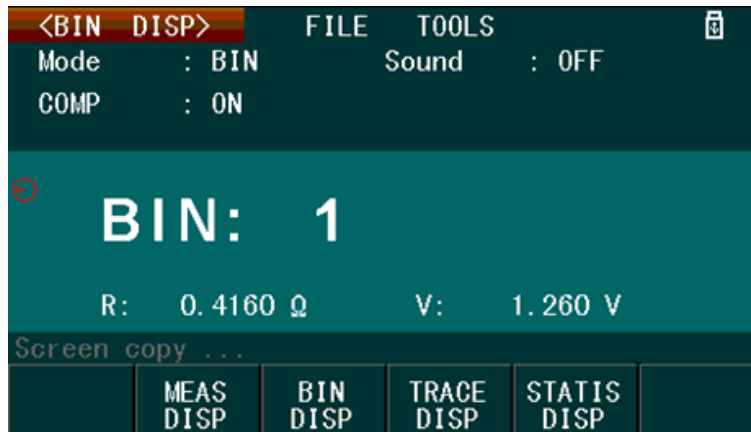 <BIN DISP> FILE TOOLS
Mode : BIN Sound : OFF
COMP : ON
BIN: 1
R: 0.4160 Ω V: 1.260 V
Screen copy ...
MEAS DISP BIN DISP TRACE DISP STATIS DISP